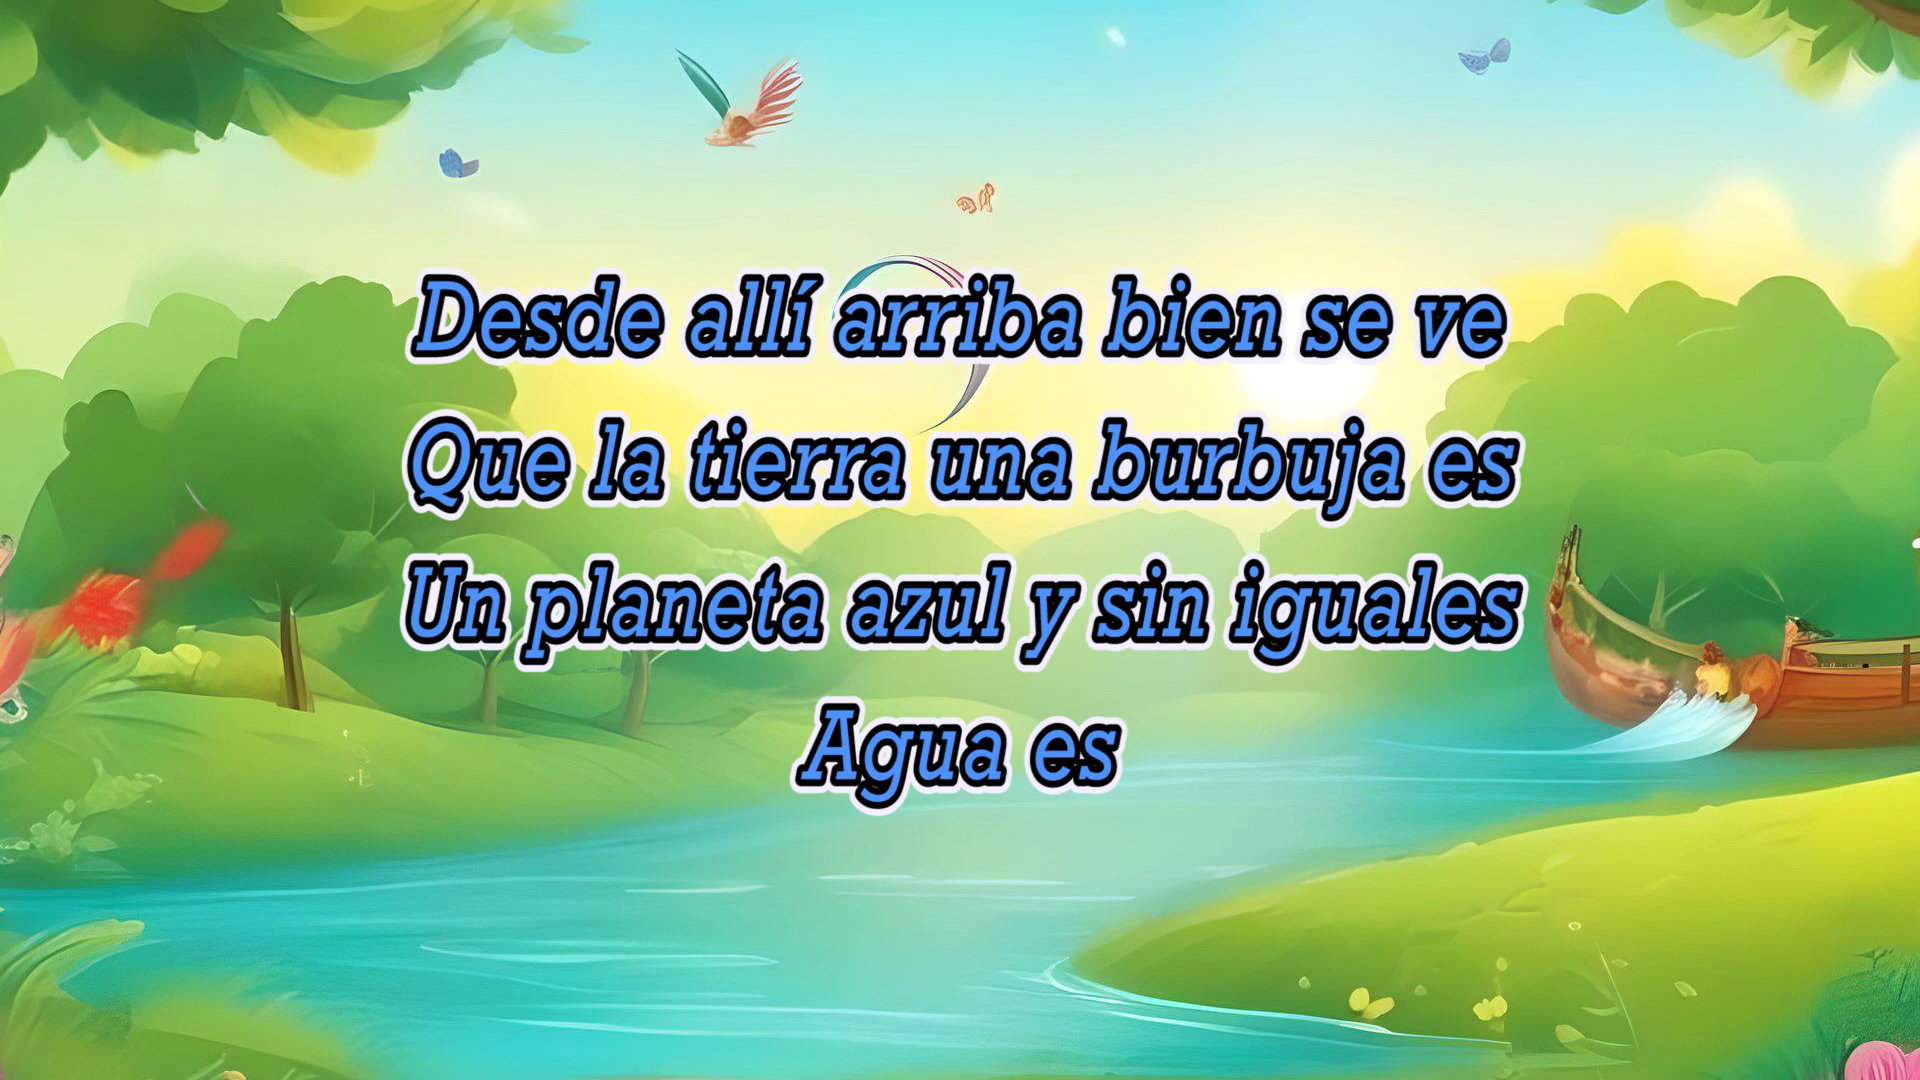 Desde allí arriba bien se ve
Que la tierra una burbuja es
Un planeta azul y sin iguales
Agua es